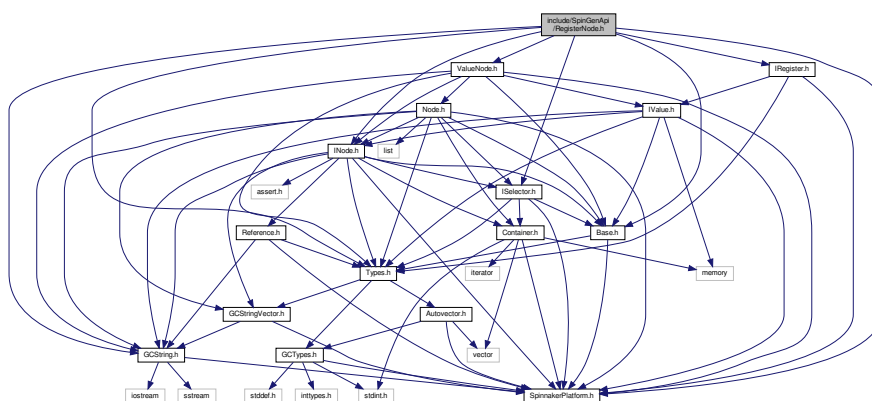 include/SpinGenApi
/RegisterNode.h
ValueNode.h
IRegister.h
Node.h
IValue.h
INode.h
list
assert.h
ISelector.h
Reference.h
Container.h
Base.h
Types.h
iterator
memory
GCStringVector.h
Autovector.h
GCString.h
GCTypes.h
vector
iostream
sstream
stddef.h
inttypes.h
stdint.h
SpinnakerPlatform.h